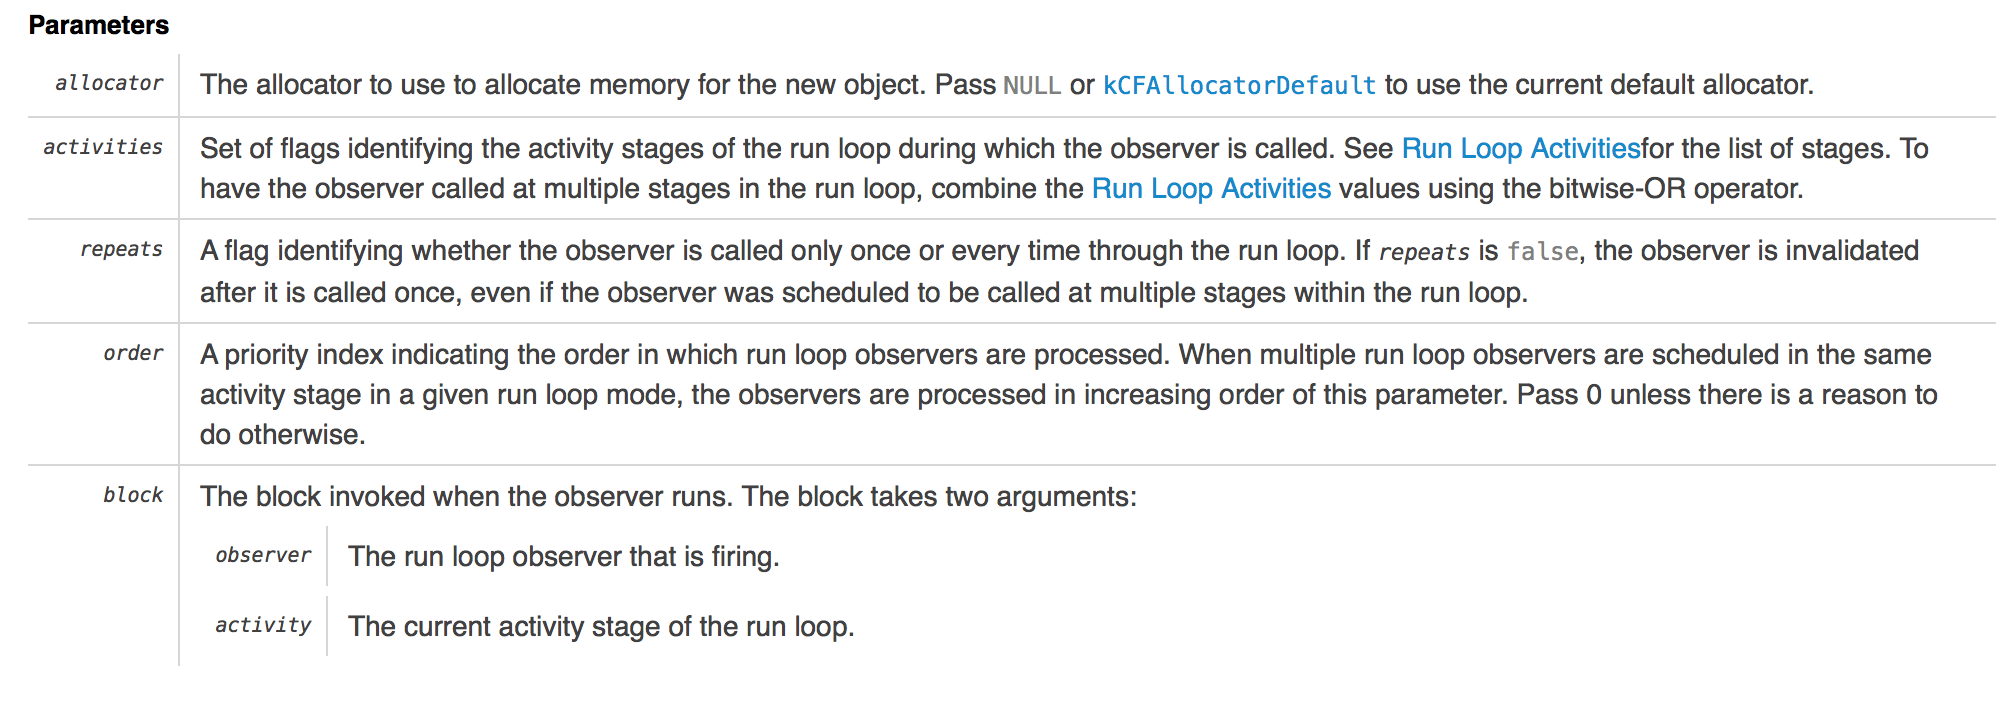 Parameters
allocator The allocator to use to allocate memory for the new object. Pass NULL or kCFAllocatorDefault to use the current default allocator.
activities Set of flags identifying the activity stages of the run loop during which the observer is called. See Run Loop Activitiesfor the list of stages. To
have the observer called at multiple stages in the run loop, combine the Run Loop Activities values using the bitwise-OR operator.
repeats A flag identifying whether the observer is called only once or every time through the run loop. If repeats is false, the observer is invalidated
after it is called once, even if the observer was scheduled to be called at multiple stages within the run loop.
order A priority index indicating the order in which run loop observers are processed. When multiple run loop observers are scheduled in the same
activity stage in a given run loop mode, the observers are processed in increasing order of this parameter. Pass 0 unless there is a reason to
do otherwise.
block The block invoked when the observer runs. The block takes two arguments:
observer The run loop observer that is firing.
activity The current activity stage of the run loop.